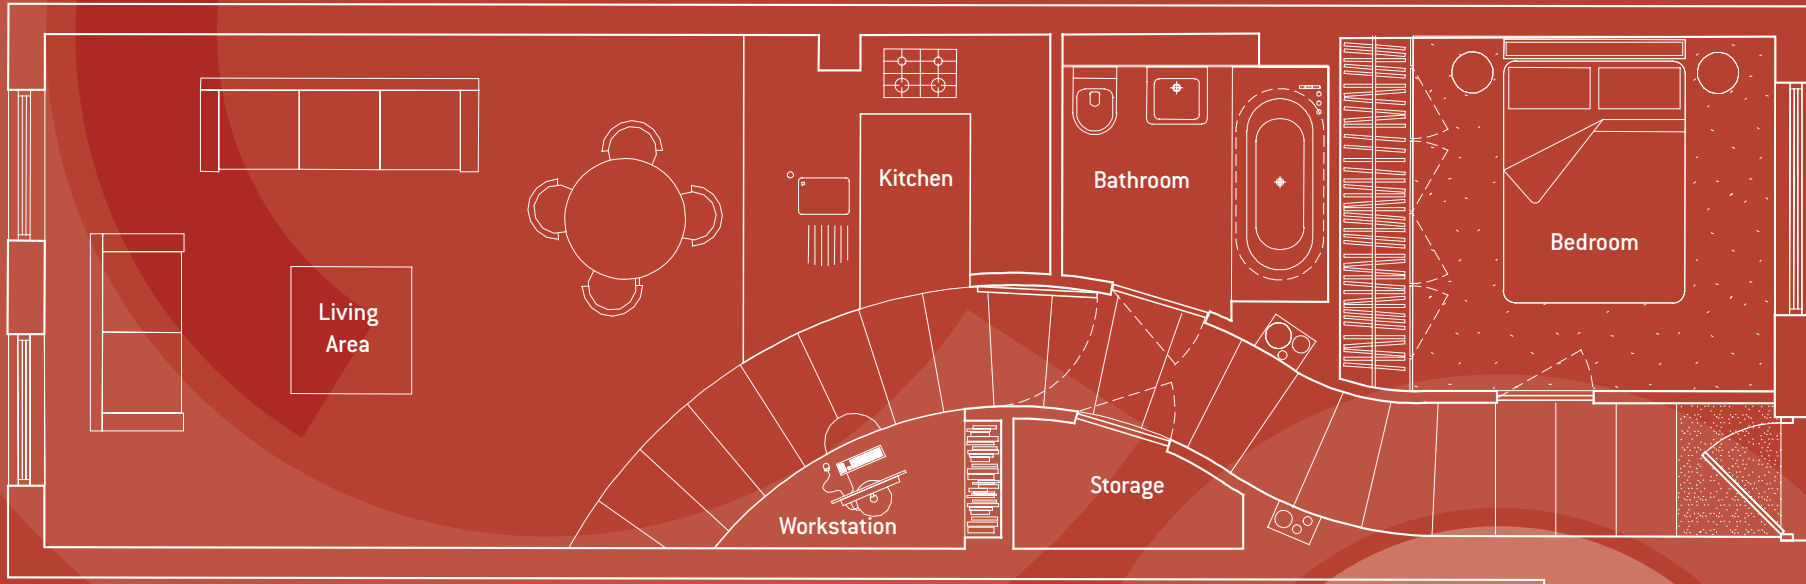 Kitchen
Bathroom
Bedroom
Living
Area
Storage
Workstation